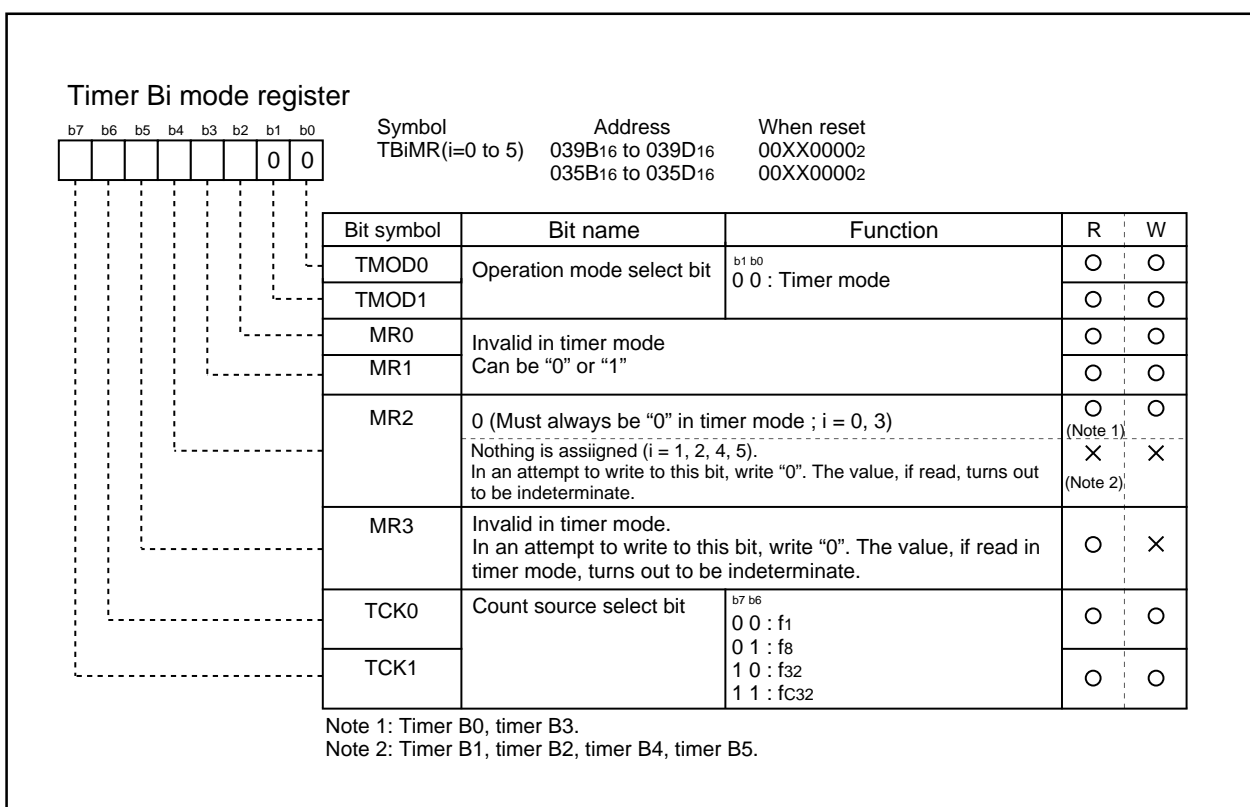 Timer Bi mode register
b7 b6 b5 b4 b3 b2 b1 b0
0 0
Symbol Address When reset
TBiMR(i=0 to 5) 039B16 to 039D16 00XX00002
035B16 to 035D16 00XX00002
Bit symbol Bit name Function R W
TMOD0
TMOD1
Operation mode select bit
b1 b0
0 0 : Timer mode
MR0
MR1
Invalid in timer mode
Can be “0” or “1”
MR2
0 (Must always be “0” in timer mode ; i = 0, 3)
(Note 1)
Nothing is assiigned (i = 1, 2, 4, 5).
In an attempt to write to this bit, write “0”. The value, if read, turns out
to be indeterminate.
(Note 2)
MR3
Invalid in timer mode.
In an attempt to write to this bit, write “0”. The value, if read in
timer mode, turns out to be indeterminate.
TCK0
TCK1
Count source select bit
b7 b6
0 0 : f1
0 1 : f8
1 0 : f32
1 1 : fC32
Note 1: Timer B0, timer B3.
Note 2: Timer B1, timer B2, timer B4, timer B5.